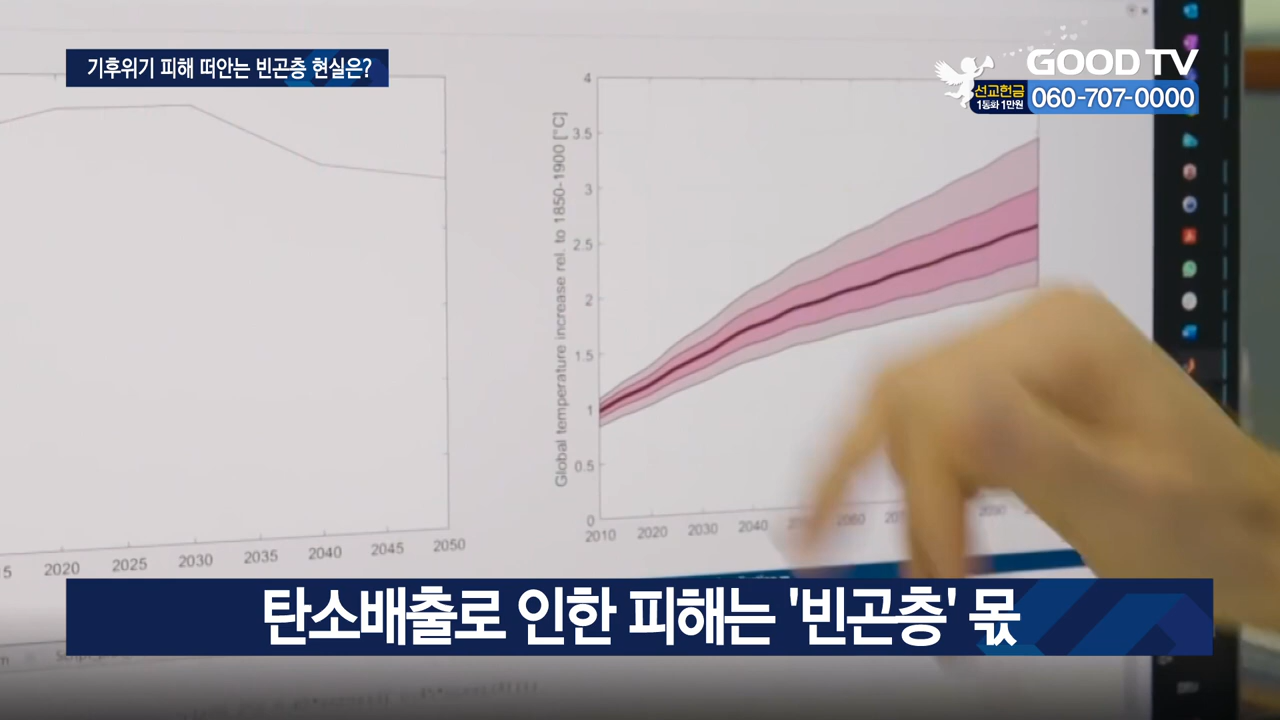 기후위기 피해 떠안는 빈곤층 현실은?
GOOD TV
선교헌금
1통화 1만원
060-707-0000
Global temperature increase rel. to 1850-1900 [°C]
4
3.5
3
2.5
2
1.5
1
0.5
0
2010 2020 2030 2040 2060
2020 2025 2030 2035 2040 2045 2050
탄소배출로 인한 피해는 '빈곤층' 몫